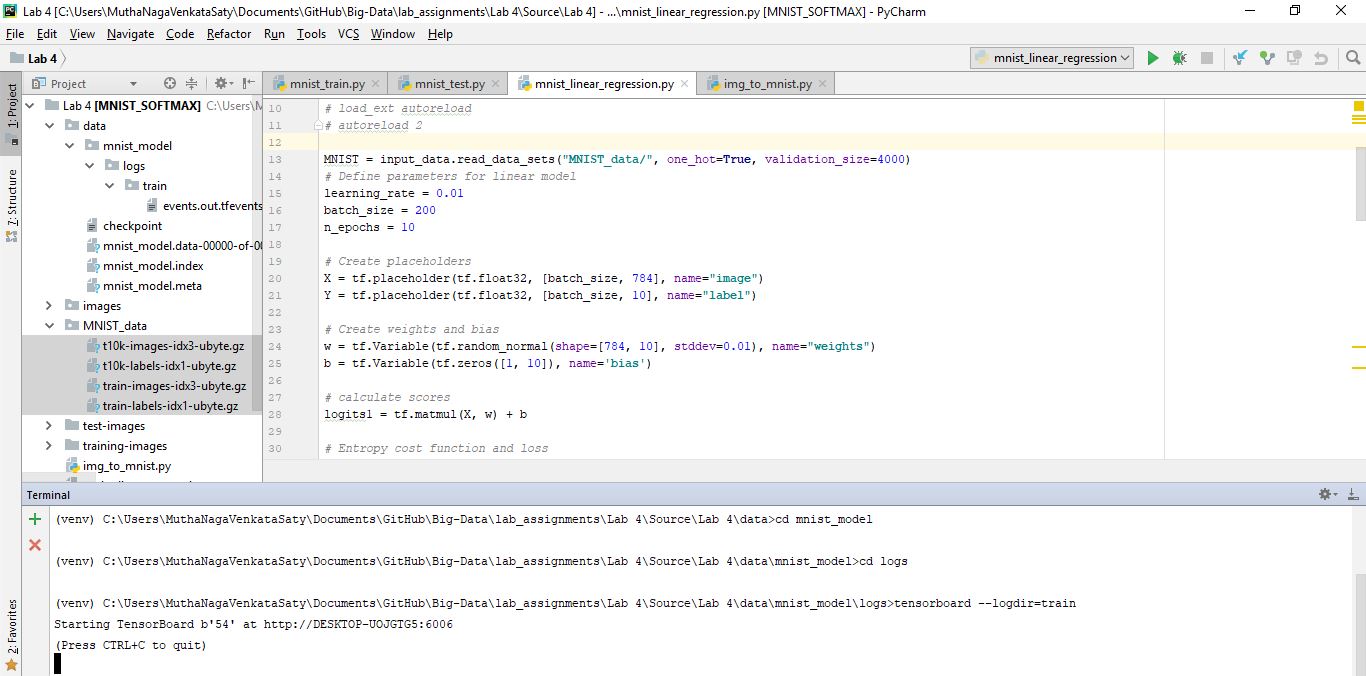 Lab 4 [C:\Users\MuthaNagaVenkataSaty\Documents\GitHub\Big-Data\lab_assignments\Lab 4\Source\Lab 4] - ...\mnist_linear_regression.py [MNIST_SOFTMAX] - PyCharm
File Edit View Navigate Code Refactor Run Tools VCS Window Help
Lab 4 mnist_linear_regression
Project mnist_train.py mnist_test.py mnist_linear_regression.py img_to_mnist.py
1: Project
7: Structure
2: Favorites
Lab 4 [MNIST_SOFTMAX] C:\Users\M
data
mnist_model
logs
train
events.out.tfevents
checkpoint
mnist_model.data-00000-of-00
mnist_model.index
mnist_model.meta
images
MNIST_data
t10k-images-idx3-ubyte.gz
t10k-labels-idx1-ubyte.gz
train-images-idx3-ubyte.gz
train-labels-idx1-ubyte.gz
test-images
training-images
img_to_mnist.py
10 # load_ext autoreload
11 # autoreload 2
12
13 MNIST = input_data.read_data_sets("MNIST_data/", one_hot=True, validation_size=4000)
14 # Define parameters for linear model
15 learning_rate = 0.01
16 batch_size = 200
17 n_epochs = 10
18
19 # Create placeholders
20 X = tf.placeholder(tf.float32, [batch_size, 784], name="image")
21 Y = tf.placeholder(tf.float32, [batch_size, 10], name="label")
22
23 # Create weights and bias
24 w = tf.Variable(tf.random_normal(shape=[784, 10], stddev=0.01), name="weights")
25 b = tf.Variable(tf.zeros([1, 10]), name='bias')
26
27 # calculate scores
28 logits1 = tf.matmul(X, w) + b
29
30 # Entropy cost function and loss
Terminal
(venv) C:\Users\MuthaNagaVenkataSaty\Documents\GitHub\Big-Data\lab_assignments\Lab 4\Source\Lab 4\data>cd mnist_model
(venv) C:\Users\MuthaNagaVenkataSaty\Documents\GitHub\Big-Data\lab_assignments\Lab 4\Source\Lab 4\data\mnist_model>cd logs
(venv) C:\Users\MuthaNagaVenkataSaty\Documents\GitHub\Big-Data\lab_assignments\Lab 4\Source\Lab 4\data\mnist_model\logs>tensorboard --logdir=train
Starting TensorBoard b'54' at http://DESKTOP-UOJGTG5:6006
(Press CTRL+C to quit)